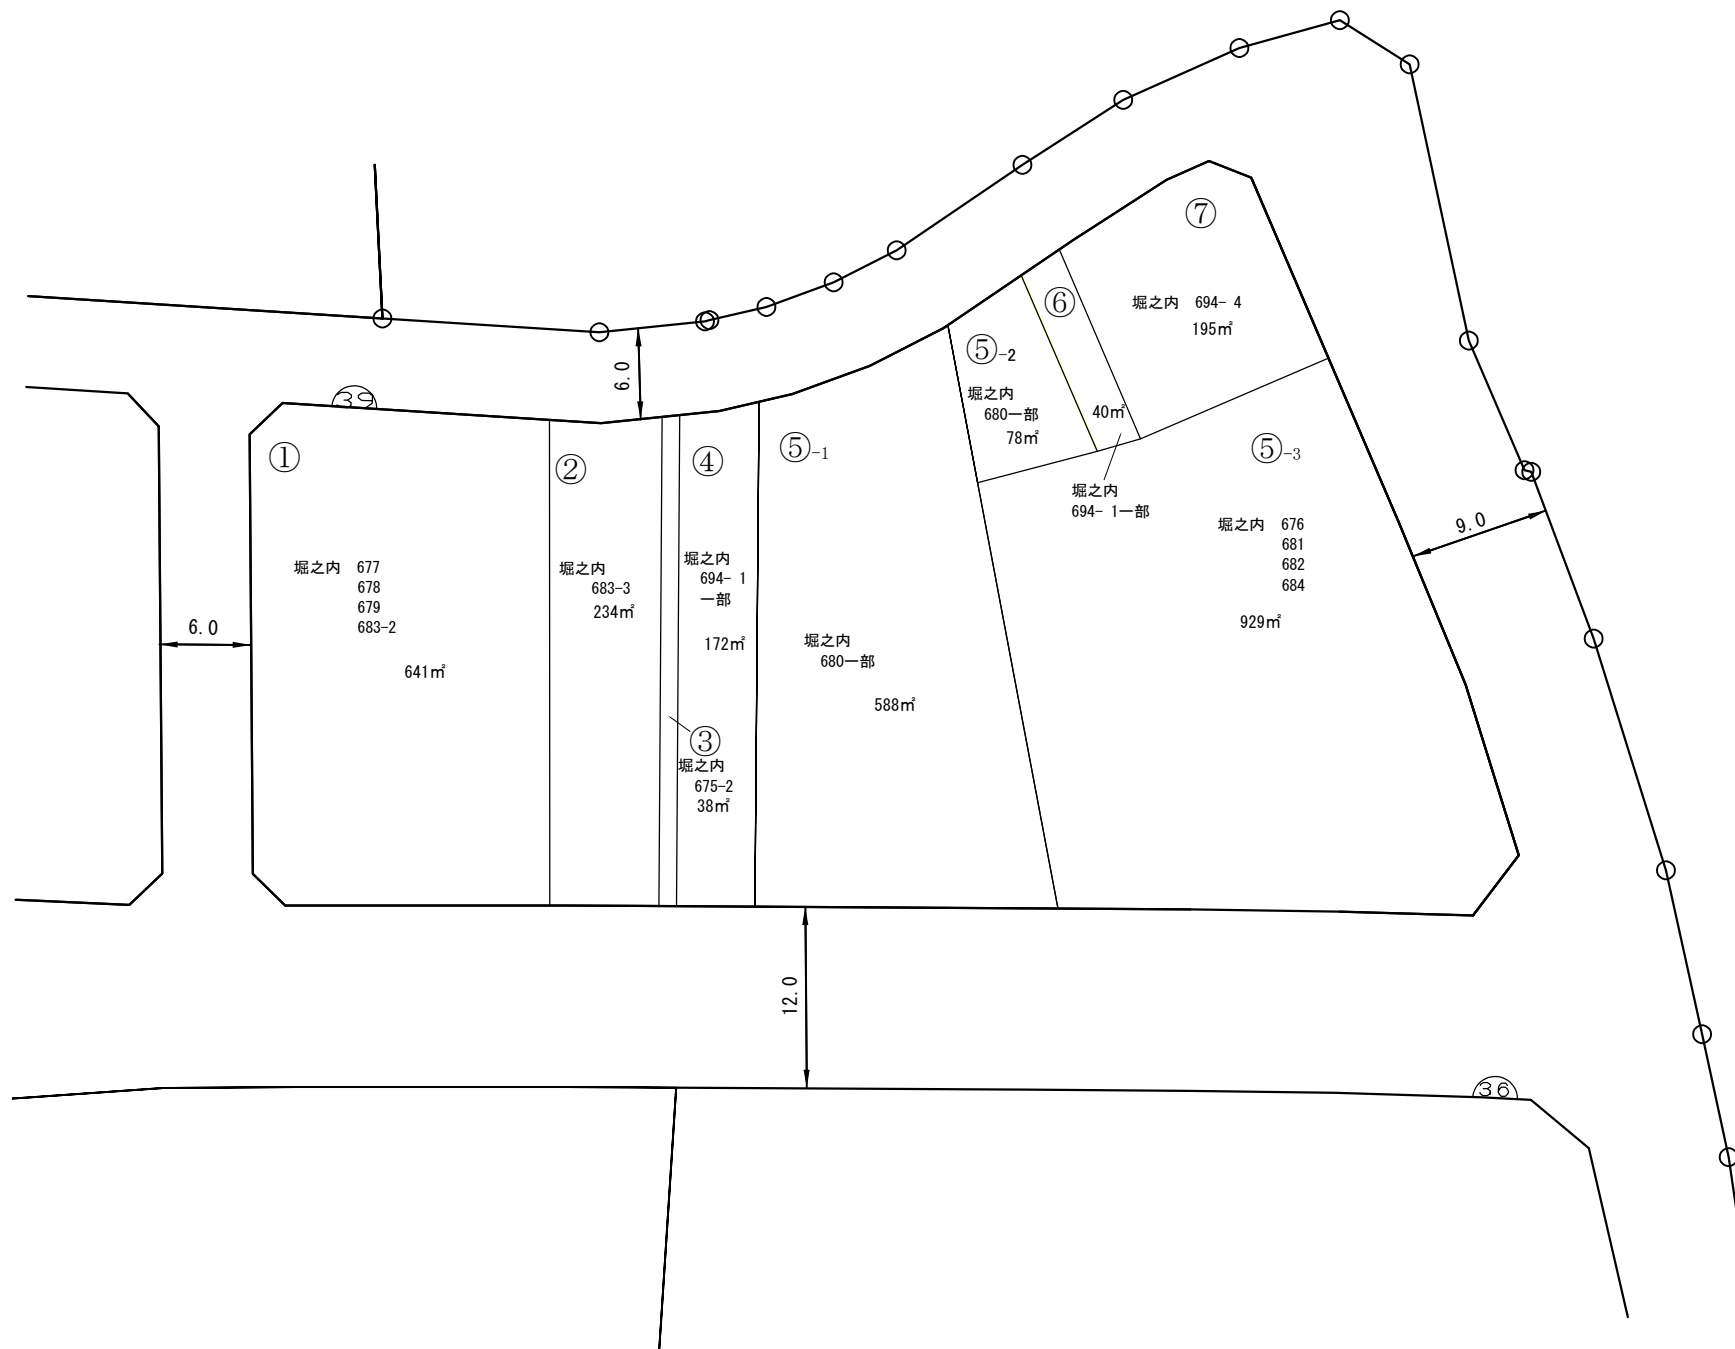 ⑦
堀之内 694- 4
195㎡
⑥
40㎡
堀之内
694- 1一部
⑤-2
堀之内
680一部
78㎡
6.0
39
①
堀之内 677
678
679
683-2
641㎡
6.0
②
堀之内
683-3
234㎡
④
堀之内
694- 1
一部
172㎡
③
堀之内
675-2
38㎡
⑤-1
堀之内
680一部
588㎡
⑤-3
堀之内 676
681
682
684
929㎡
9.0
12.0
36